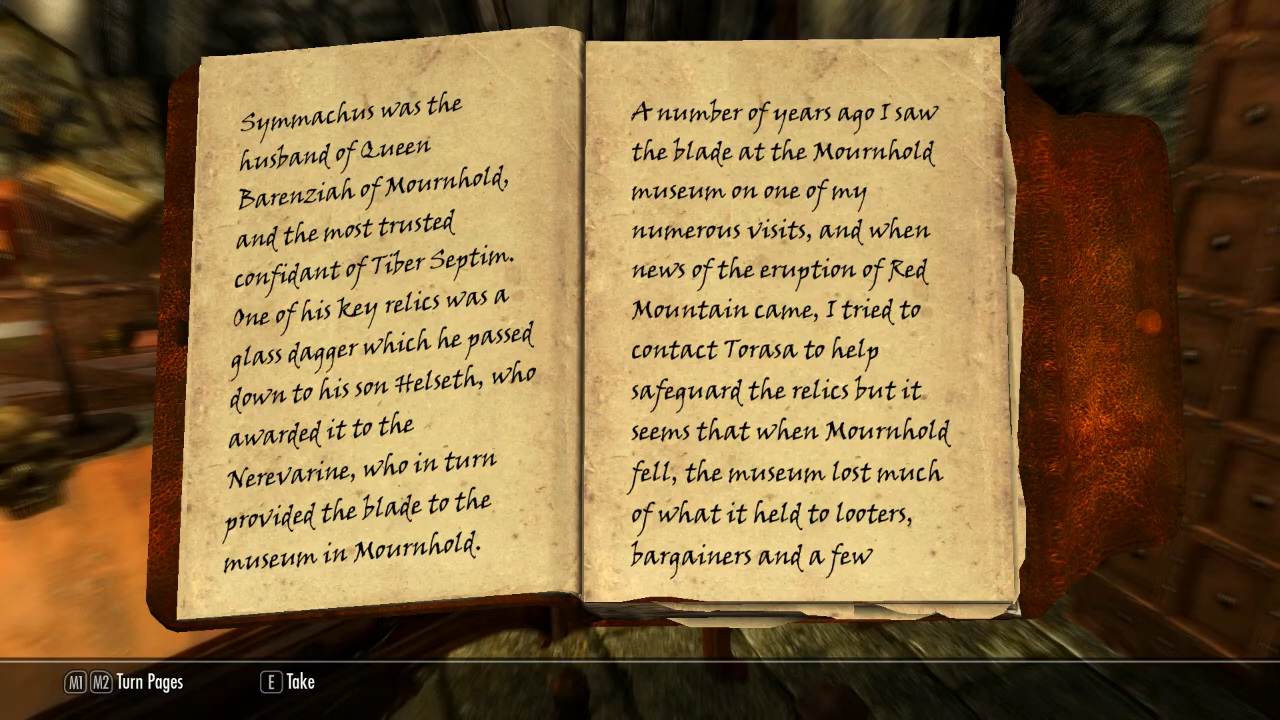 Symmachus was the
husband of Queen
Barenziah of Mournhold,
and the most trusted
confidant of Tiber Septim.
One of his key relics was a
glass dagger which he passed
down to his son Helseth, who
awarded it to the
Nerevarine, who in turn
provided the blade to the
museum in Mournhold.
A number of years ago I saw
the blade at the Mournhold
museum on one of my
numerous visits, and when
news of the eruption of Red
Mountain came, I tried to
contact Torasa to help
safeguard the relics but it
seems that when Mournhold
fell, the museum lost much
of what it held to looters,
bargainers and a few
M1 M2 Turn Pages E Take